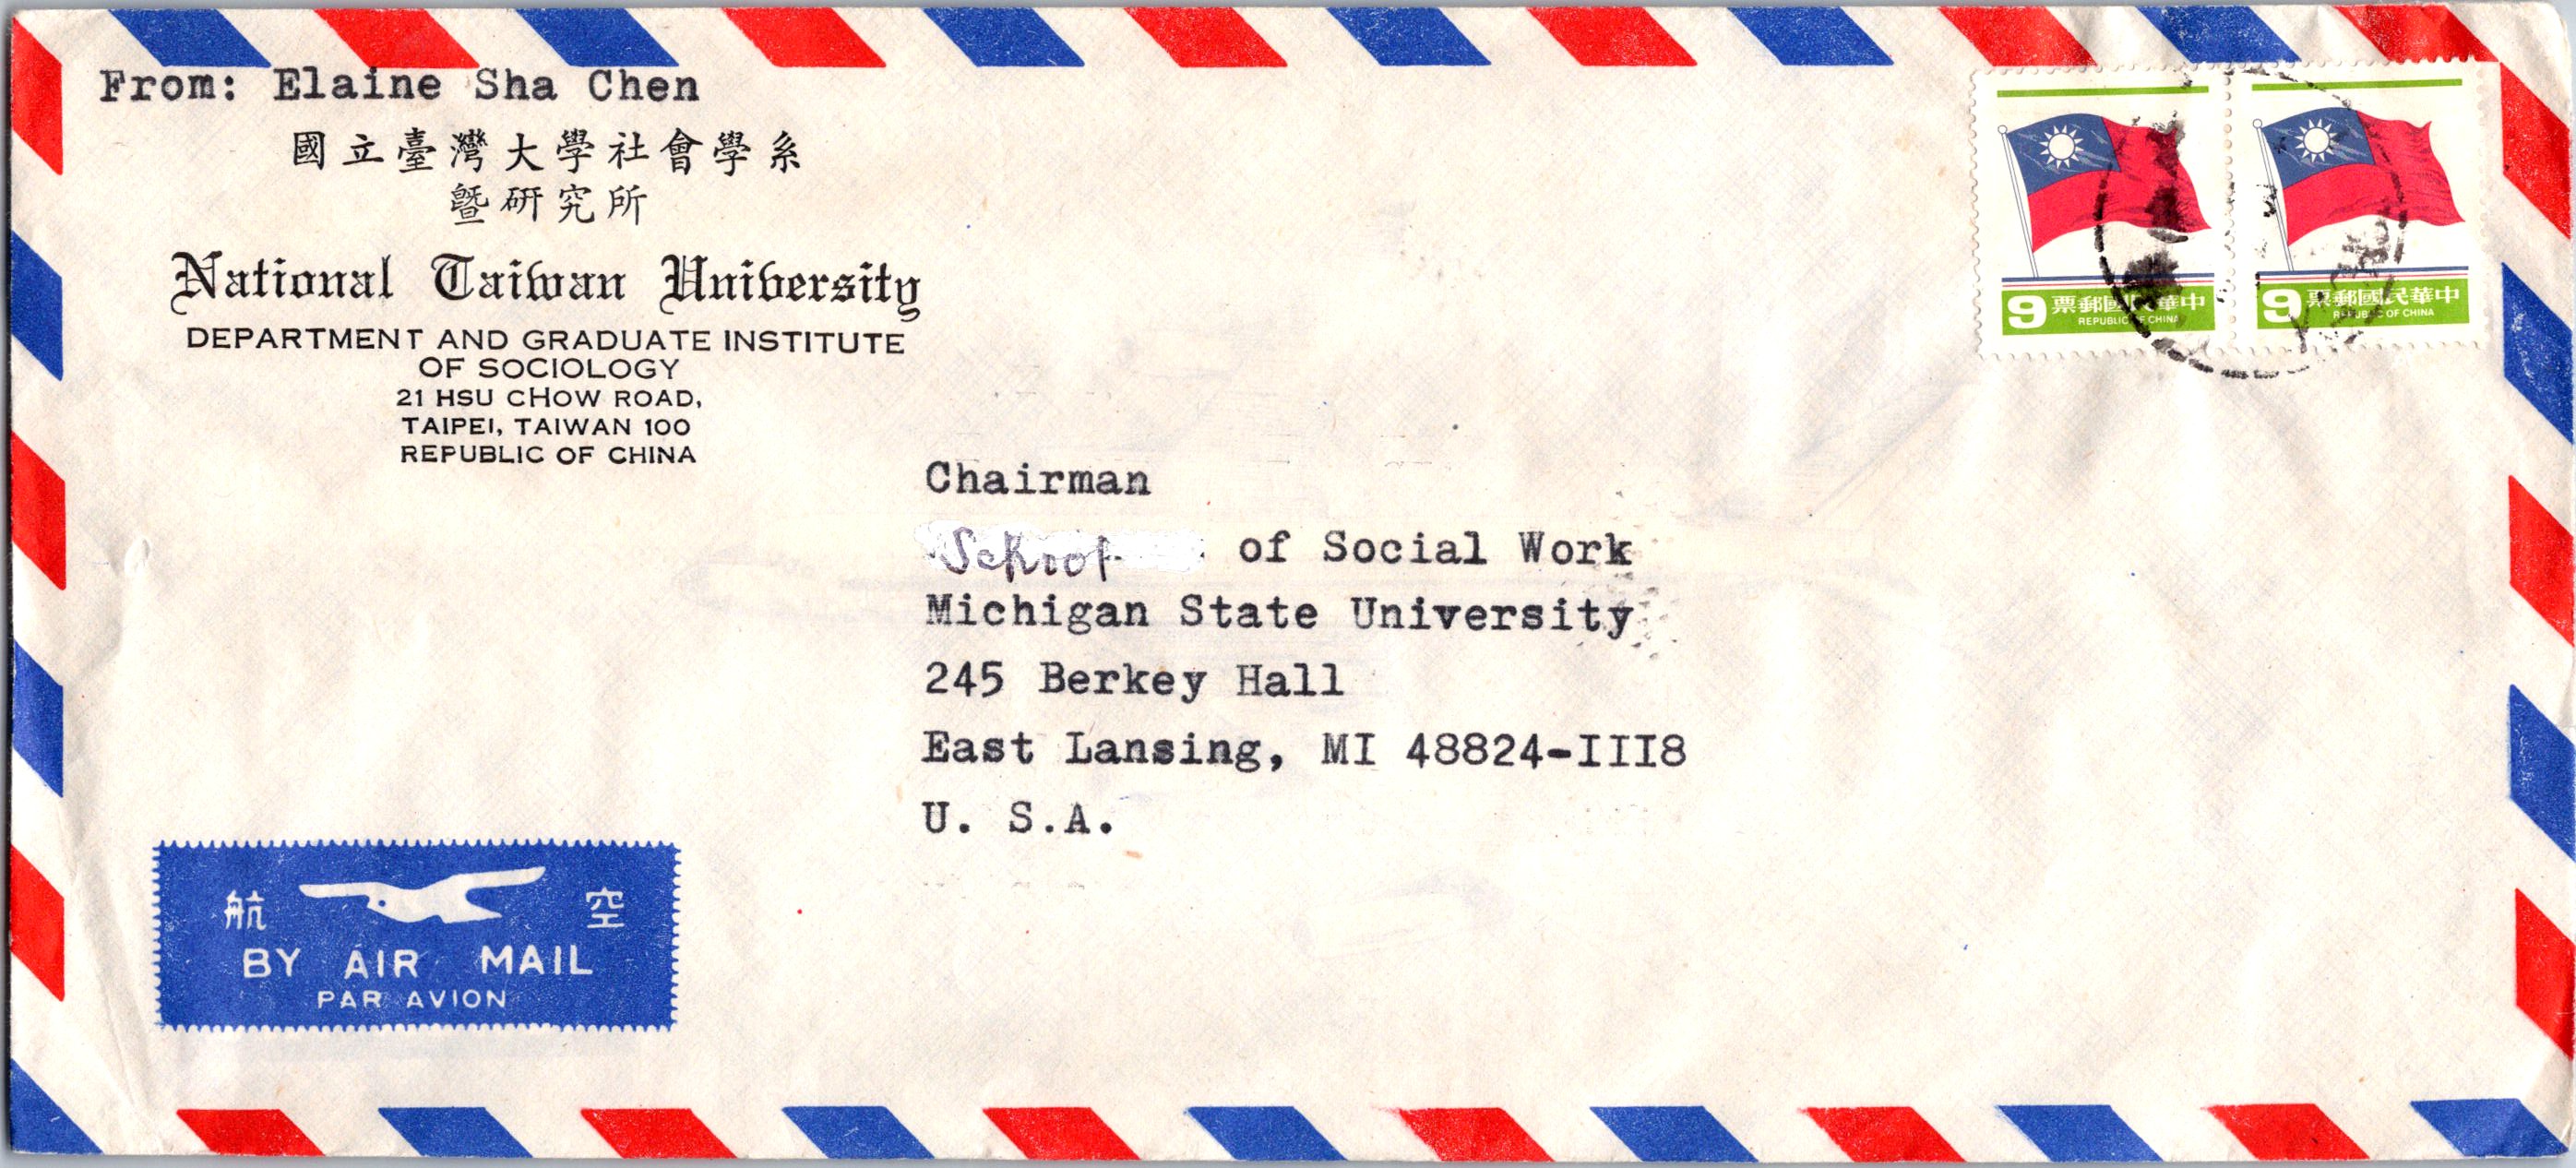 From: Elaine Sha Chen
國立臺灣大學社會學系
暨研究所
National Taiwan University
DEPARTMENT AND GRADUATE INSTITUTE
OF SOCIOLOGY
21 HSU CHOW ROAD,
TAIPEI, TAIWAN 100
REPUBLIC OF CHINA
9 票郵國民華中
REPUBLIC OF CHINA
9 票郵國民華中
REPUBLIC OF CHINA
Chairman
School of Social Work
Michigan State University
245 Berkey Hall
East Lansing, MI 48824-III8
U. S.A.
航 空
BY AIR MAIL
PAR AVION